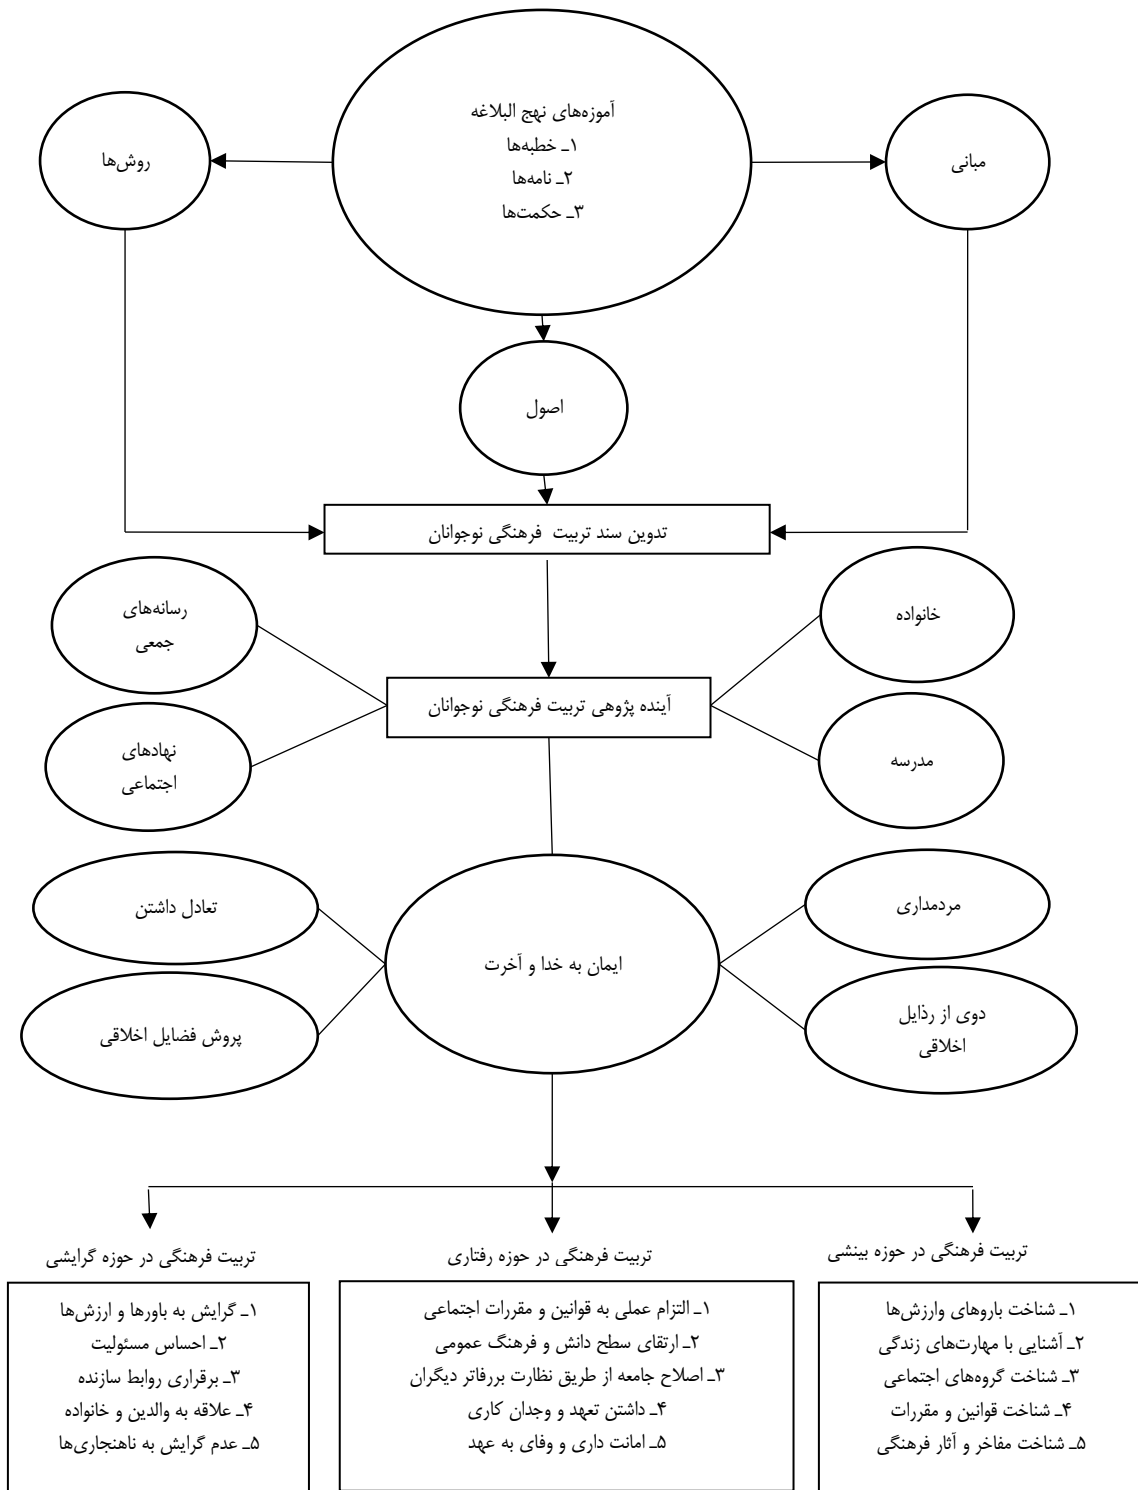 آموزه‌های نهج البلاغه
۱ـ خطبه‌ها
۲ـ نامه‌ها
۳ـ حکمت‌ها
مبانی
روش‌ها
اصول
تدوین سند تربیت فرهنگی نوجوانان
خانواده
رسانه‌های
جمعی
آینده پژوهی تربیت فرهنگی نوجوانان
مدرسه
نهادهای
اجتماعی
مردمداری
تعادل داشتن
ایمان به خدا و آخرت
دوی از رذایل
اخلاقی
پروش فضایل اخلاقی
تربیت فرهنگی در حوزه بینشی
۱ـ شناخت باروهای وارزش‌ها
۲ـ آشنایی با مهارت‌های زندگی
۳ـ شناخت گروه‌های اجتماعی
۴ـ شناخت قوانین و مقررات
۵ـ شناخت مفاخر و آثار فرهنگی
تربیت فرهنگی در حوزه رفتاری
۱ـ التزام عملی به قوانین و مقررات اجتماعی
۲ـ ارتقای سطح دانش و فرهنگ عمومی
۳ـ اصلاح جامعه از طریق نظارت بررفاتر دیگران
۴ـ داشتن تعهد و وجدان کاری
۵ـ امانت داری و وفای به عهد
تربیت فرهنگی در حوزه گرایشی
۱ـ گرایش به باورها و ارزش‌ها
۲ـ احساس مسئولیت
۳ـ برقراری روابط سازنده
۴ـ علاقه به والدین و خانواده
۵ـ عدم گرایش به ناهنجاری‌ها